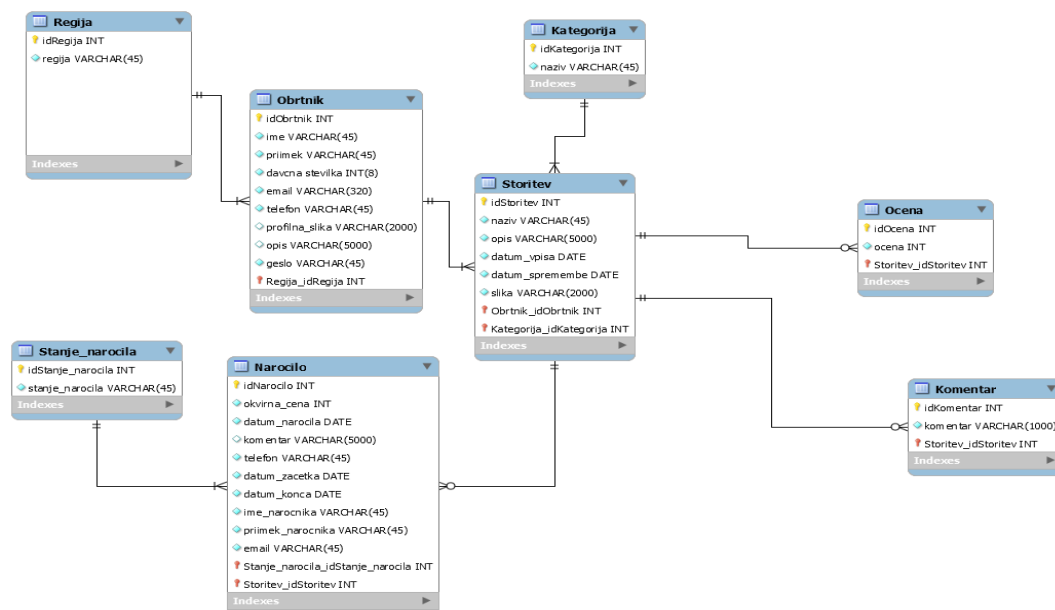 Regija
idRegija INT
regija VARCHAR(45)
Indexes
Obrtnik
idObrtnik INT
ime VARCHAR(45)
priimek VARCHAR(45)
davcna stevilka INT(8)
email VARCHAR(320)
telefon VARCHAR(45)
profilna_slika VARCHAR(2000)
opis VARCHAR(5000)
geslo VARCHAR(45)
Regija_idRegija INT
Indexes
Kategorija
idKategorija INT
naziv VARCHAR(45)
Indexes
Storitev
idStoritev INT
naziv VARCHAR(45)
opis VARCHAR(5000)
datum_vpisa DATE
datum_spremembe DATE
slika VARCHAR(2000)
Obrtnik_idObrtnik INT
Kategorija_idKategorija INT
Indexes
Ocena
idOcena INT
ocena INT
Storitev_idStoritev INT
Indexes
Stanje_narocila
idStanje_narocila INT
stanje_narocila VARCHAR(45)
Indexes
Narocilo
idNarocilo INT
okvirna_cena INT
datum_narocila DATE
komentar VARCHAR(5000)
telefon VARCHAR(45)
datum_zacetka DATE
datum_konca DATE
ime_narocnika VARCHAR(45)
priimek_narocnika VARCHAR(45)
email VARCHAR(45)
Stanje_narocila_idStanje_narocila INT
Storitev_idStoritev INT
Indexes
Komentar
idKomentar INT
komentar VARCHAR(1000)
Storitev_idStoritev INT
Indexes